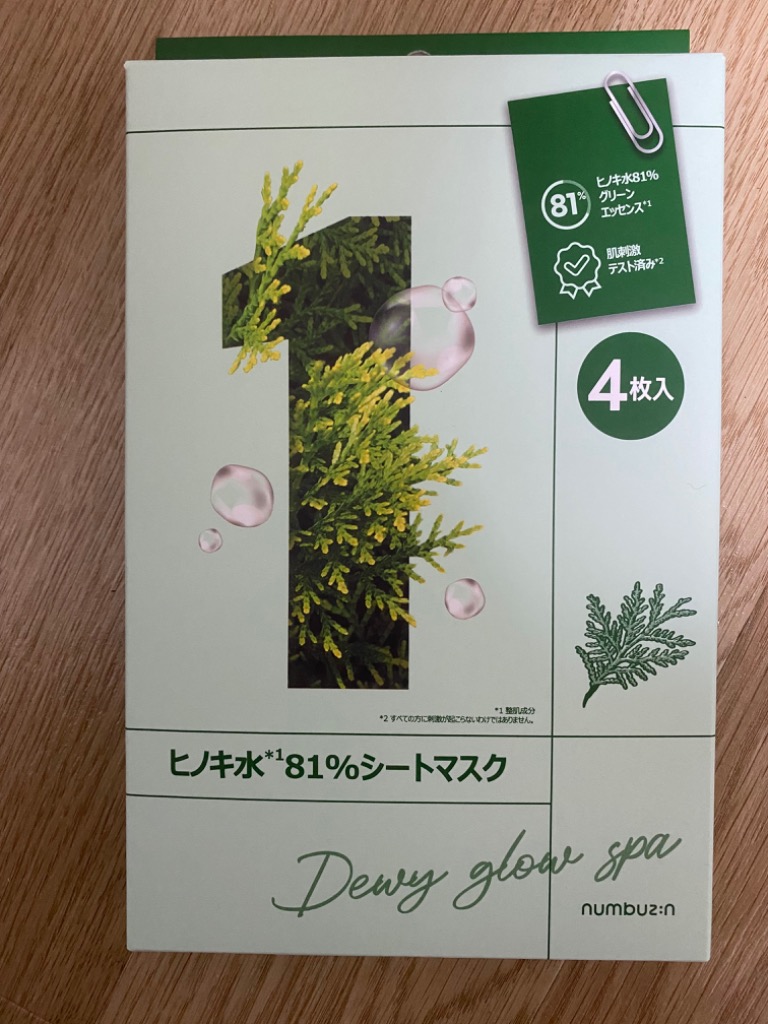 81%
ヒノキ水81%
グリーン
エッセンス*1
肌刺激
テスト済み*2
4枚入
1
*1 整肌成分
*2 すべての方に刺激が起こらないわけではありません。
ヒノキ水*1 81%シートマスク
Dewy glow spa
numbuz:n